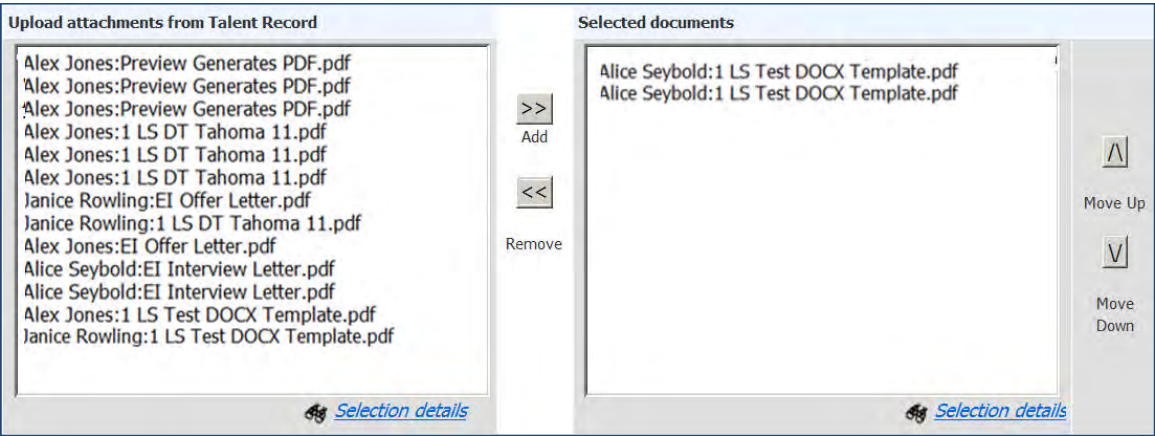 Upload attachments from Talent Record
Alex Jones:Preview Generates PDF.pdf
Alex Jones:Preview Generates PDF.pdf
Alex Jones:Preview Generates PDF.pdf
Alex Jones:1 LS DT Tahoma 11.pdf
Alex Jones:1 LS DT Tahoma 11.pdf
Alex Jones:1 LS DT Tahoma 11.pdf
Janice Rowling:EI Offer Letter.pdf
Janice Rowling:1 LS DT Tahoma 11.pdf
Alex Jones:EI Offer Letter.pdf
Alice Seybold:EI Interview Letter.pdf
Alice Seybold:EI Interview Letter.pdf
Alex Jones:1 LS Test DOCX Template.pdf
Janice Rowling:1 LS Test DOCX Template.pdf
Selection details
>>
Add
<<
Remove
Selected documents
Alice Seybold:1 LS Test DOCX Template.pdf
Alice Seybold:1 LS Test DOCX Template.pdf
Selection details
/\
Move Up
\/
Move
Down